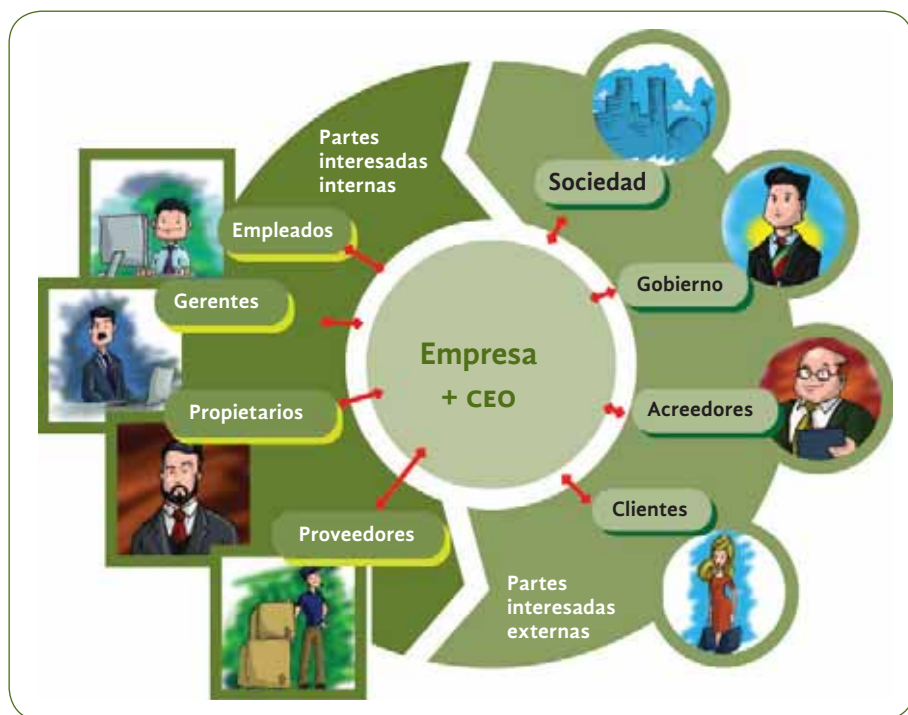 Partes
interesadas
internas
Empleados
Gerentes
Propietarios
Proveedores
Empresa
+ CEO
Sociedad
Gobierno
Acreedores
Clientes
Partes
interesadas
externas